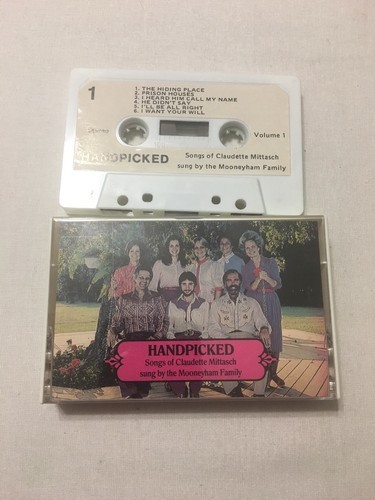 1
1. THE HIDING PLACE
2. PRISON HOUSES
3. I HEARD HIM CALL MY NAME
4. HE DIDN'T SAY
5. I'LL BE ALL RIGHT
6. I WANT YOUR WILL
Volume I
HANDPICKED
Songs of Claudette Mittasch
sung by the Mooneyham Family
HANDPICKED
Songs of Claudette Mittasch
sung by the Mooneyham Family